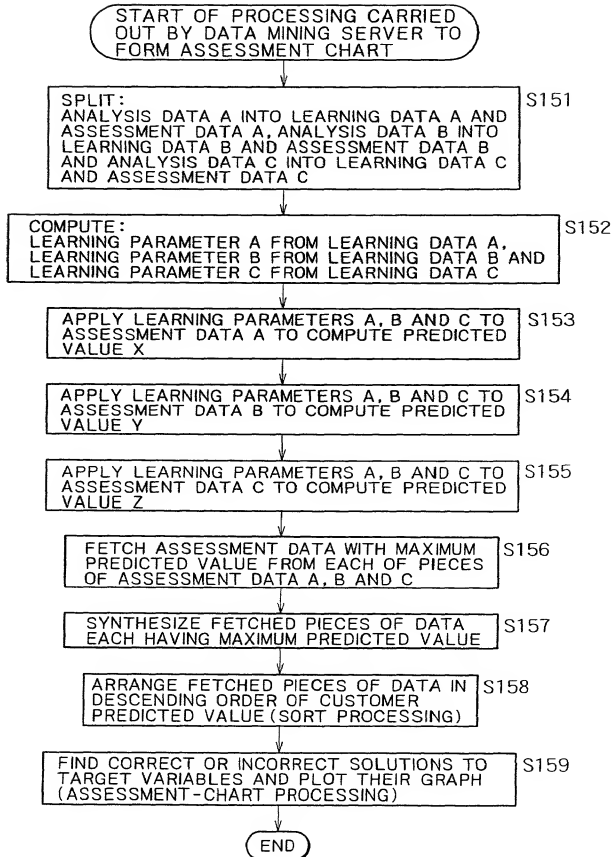 START OF PROCESSING CARRIED
OUT BY DATA MINING SERVER TO
FORM ASSESSMENT CHART
S151
SPLIT:
ANALYSIS DATA A INTO LEARNING DATA A AND
ASSESSMENT DATA A, ANALYSIS DATA B INTO
LEARNING DATA B AND ASSESSMENT DATA B
AND ANALYSIS DATA C INTO LEARNING DATA C
AND ASSESSMENT DATA C
S152
COMPUTE:
LEARNING PARAMETER A FROM LEARNING DATA A,
LEARNING PARAMETER B FROM LEARNING DATA B AND
LEARNING PARAMETER C FROM LEARNING DATA C
S153
APPLY LEARNING PARAMETERS A, B AND C TO
ASSESSMENT DATA A TO COMPUTE PREDICTED
VALUE X
S154
APPLY LEARNING PARAMETERS A, B AND C TO
ASSESSMENT DATA B TO COMPUTE PREDICTED
VALUE Y
S155
APPLY LEARNING PARAMETERS A, B AND C TO
ASSESSMENT DATA C TO COMPUTE PREDICTED
VALUE Z
S156
FETCH ASSESSMENT DATA WITH MAXIMUM
PREDICTED VALUE FROM EACH OF PIECES
OF ASSESSMENT DATA A, B AND C
S157
SYNTHESIZE FETCHED PIECES OF DATA
EACH HAVING MAXIMUM PREDICTED VALUE
S158
ARRANGE FETCHED PIECES OF DATA IN
DESCENDING ORDER OF CUSTOMER
PREDICTED VALUE (SORT PROCESSING)
S159
FIND CORRECT OR INCORRECT SOLUTIONS TO
TARGET VARIABLES AND PLOT THEIR GRAPH
(ASSESSMENT-CHART PROCESSING)
END